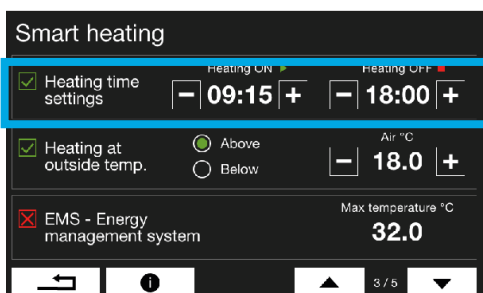 Smart heating
Heating time settings
Heating ON
Heating OFF
− 09:15 +
− 18:00 +
Heating at outside temp.
Above
Below
Air °C
− 18.0 +
EMS - Energy management system
Max temperature °C
32.0
3/5